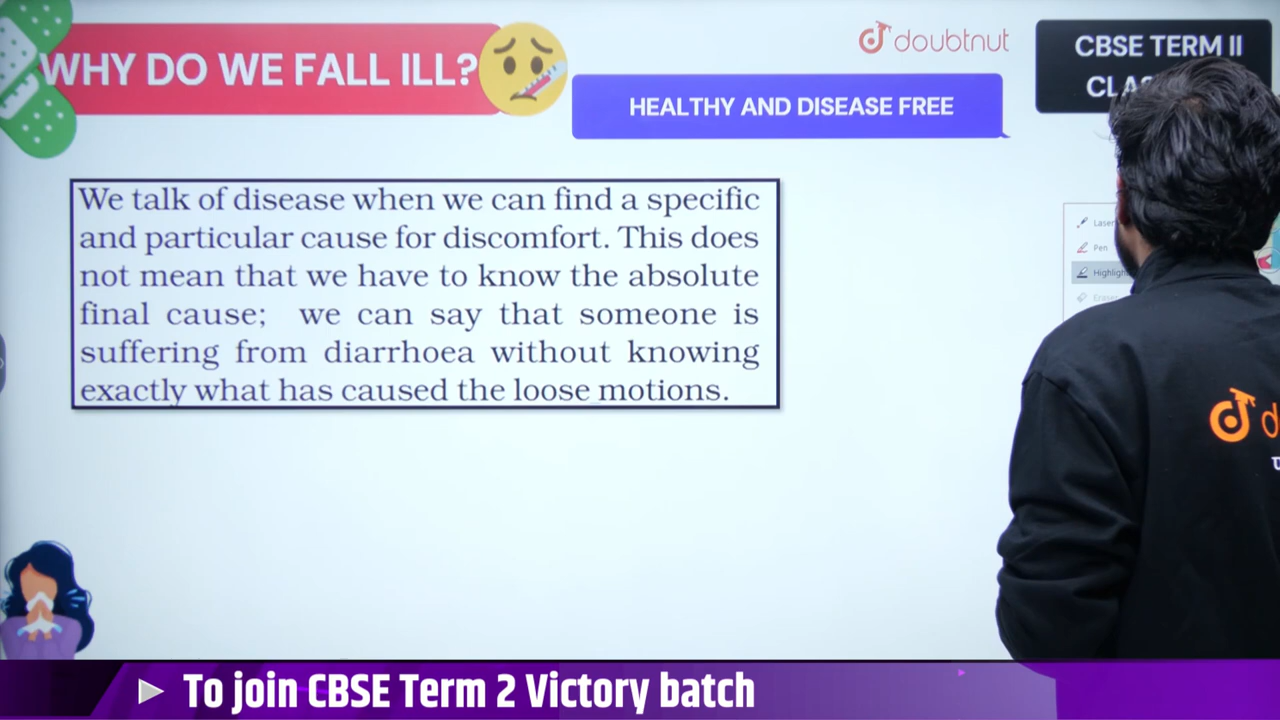 WHY DO WE FALL ILL?
doubtnut
CBSE TERM II
HEALTHY AND DISEASE FREE
We talk of disease when we can find a specific
and particular cause for discomfort. This does
not mean that we have to know the absolute
final cause; we can say that someone is
suffering from diarrhoea without knowing
exactly what has caused the loose motions.
Pen
To join CBSE Term 2 Victory batch